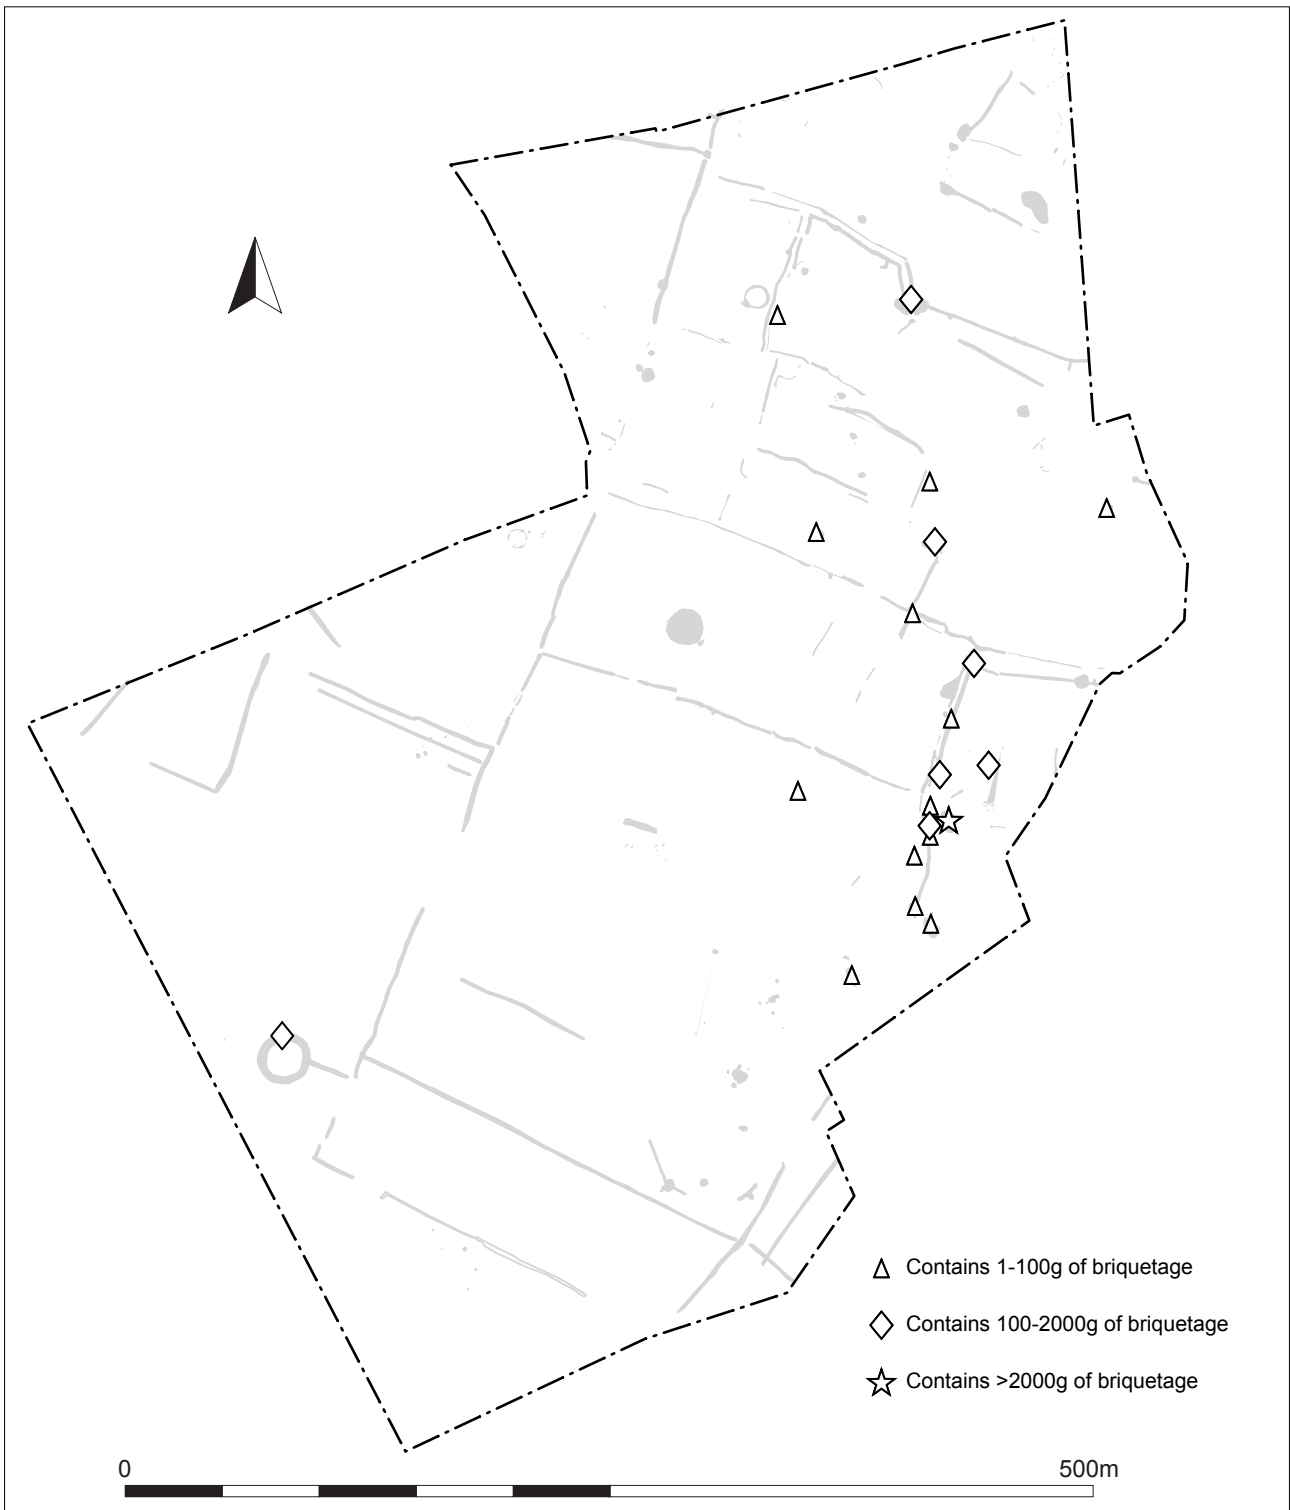 Contains 1-100g of briquetage
Contains 100-2000g of briquetage
Contains >2000g of briquetage
0 500m